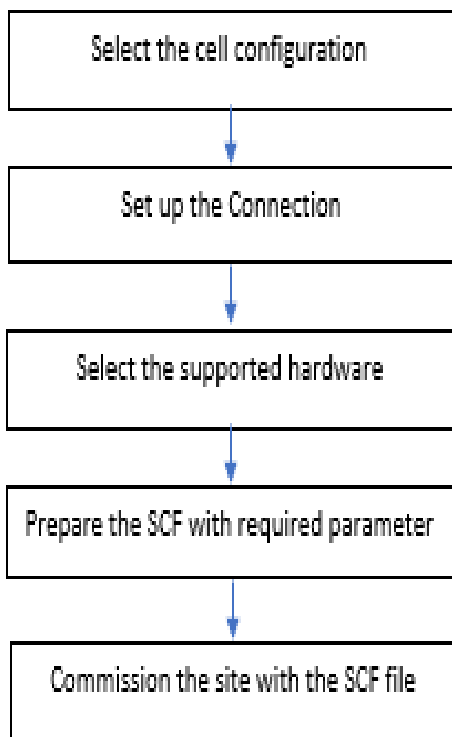 Select the cell configuration
Set up the Connection
Select the supported hardware
Prepare the SCF with required parameter
Commission the site with the SCF file